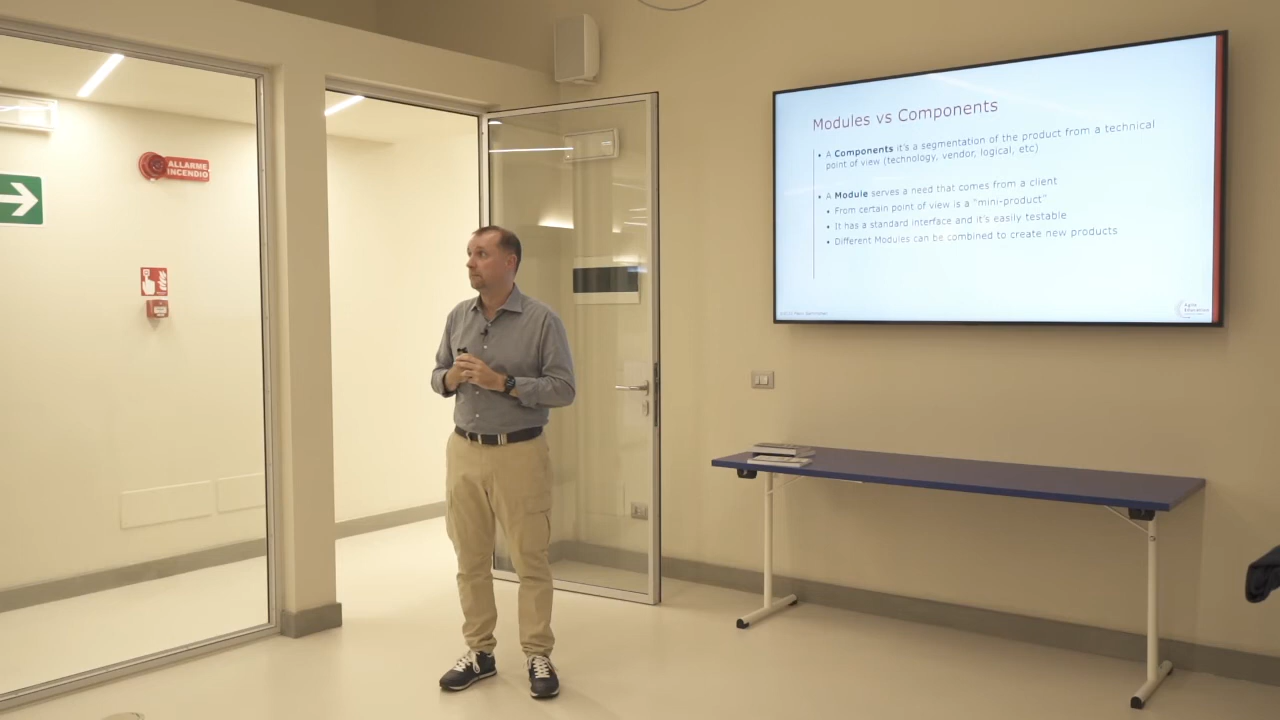 ALLARME
INCENDIO
Modules vs Components
• A Components it's a segmentation of the product from a technical
point of view (technology, vendor, logical, etc)
• A Module serves a need that comes from a client
• From certain point of view is a "mini-product"
• It has a standard interface and it's easily testable
• Different Modules can be combined to create new products
Agile
Education